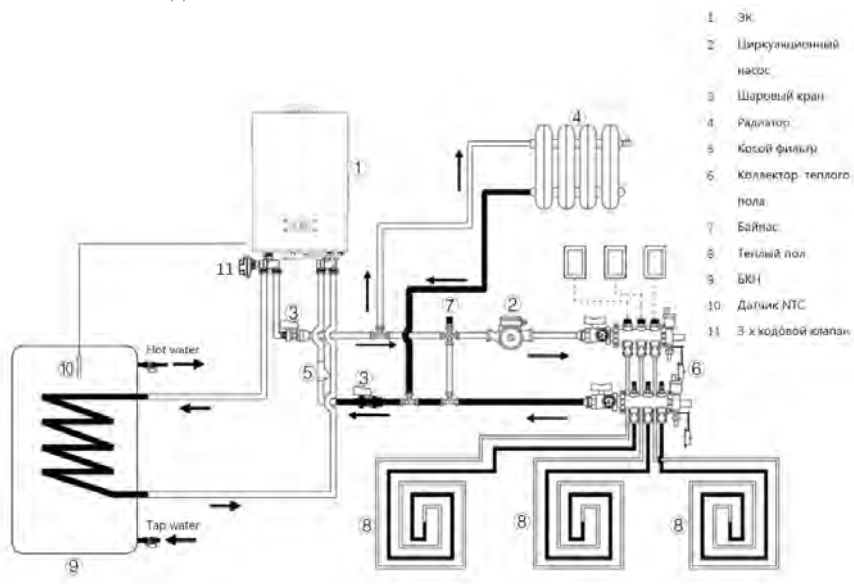 1 ЭК
2 Циркуляционный
насос
3 Шаровый кран
4 Радиатор
5 Косой фильтр
6 Коллектор теплого
пола
7 Байпас
8 Теплый пол
9 БКН
10 Датчик NTC
11 3-х ходовой клапан
④
①
11
③
⑦
②
⑩
Hot water
⑤
③
⑥
Tap water
⑧
⑧
⑧
⑨